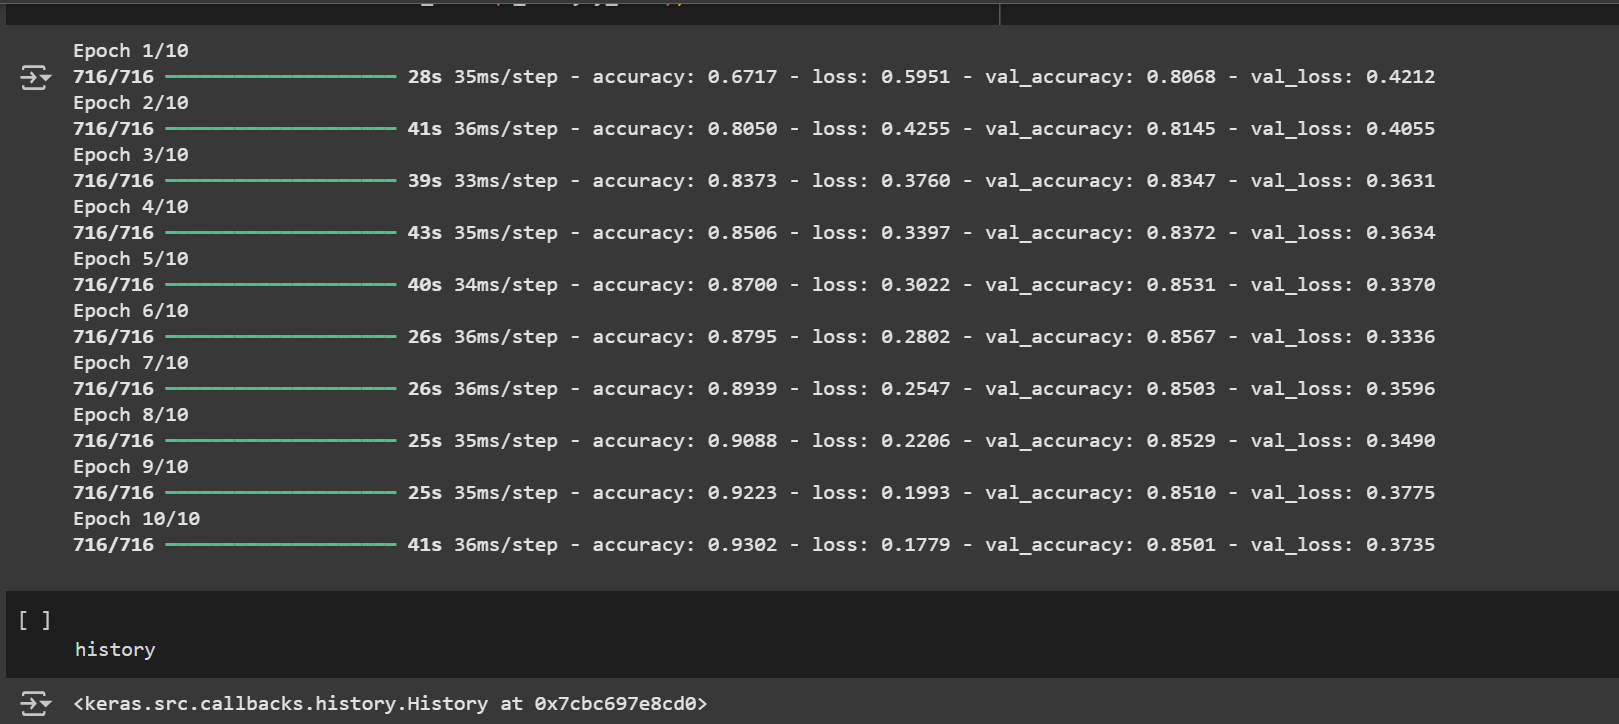 Epoch 1/10
716/716 28s 35ms/step - accuracy: 0.6717 - loss: 0.5951 - val_accuracy: 0.8068 - val_loss: 0.4212
Epoch 2/10
716/716 41s 36ms/step - accuracy: 0.8050 - loss: 0.4255 - val_accuracy: 0.8145 - val_loss: 0.4055
Epoch 3/10
716/716 39s 33ms/step - accuracy: 0.8373 - loss: 0.3760 - val_accuracy: 0.8347 - val_loss: 0.3631
Epoch 4/10
716/716 43s 35ms/step - accuracy: 0.8506 - loss: 0.3397 - val_accuracy: 0.8372 - val_loss: 0.3634
Epoch 5/10
716/716 40s 34ms/step - accuracy: 0.8700 - loss: 0.3022 - val_accuracy: 0.8531 - val_loss: 0.3370
Epoch 6/10
716/716 26s 36ms/step - accuracy: 0.8795 - loss: 0.2802 - val_accuracy: 0.8567 - val_loss: 0.3336
Epoch 7/10
716/716 26s 36ms/step - accuracy: 0.8939 - loss: 0.2547 - val_accuracy: 0.8503 - val_loss: 0.3596
Epoch 8/10
716/716 25s 35ms/step - accuracy: 0.9088 - loss: 0.2206 - val_accuracy: 0.8529 - val_loss: 0.3490
Epoch 9/10
716/716 25s 35ms/step - accuracy: 0.9223 - loss: 0.1993 - val_accuracy: 0.8510 - val_loss: 0.3775
Epoch 10/10
716/716 41s 36ms/step - accuracy: 0.9302 - loss: 0.1779 - val_accuracy: 0.8501 - val_loss: 0.3735
[ ]
history
<keras.src.callbacks.history.History at 0x7cbc697e8cd0>